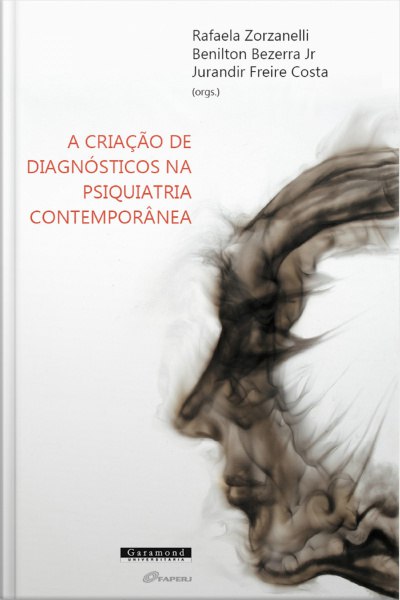 Rafaela Zorzanelli
Benilton Bezerra Jr
Jurandir Freire Costa
(orgs.)
A CRIAÇÃO DE
DIAGNÓSTICOS NA
PSIQUIATRIA
CONTEMPORÂNEA
Garamond
UNIVERSITÁRIA
FAPERJ